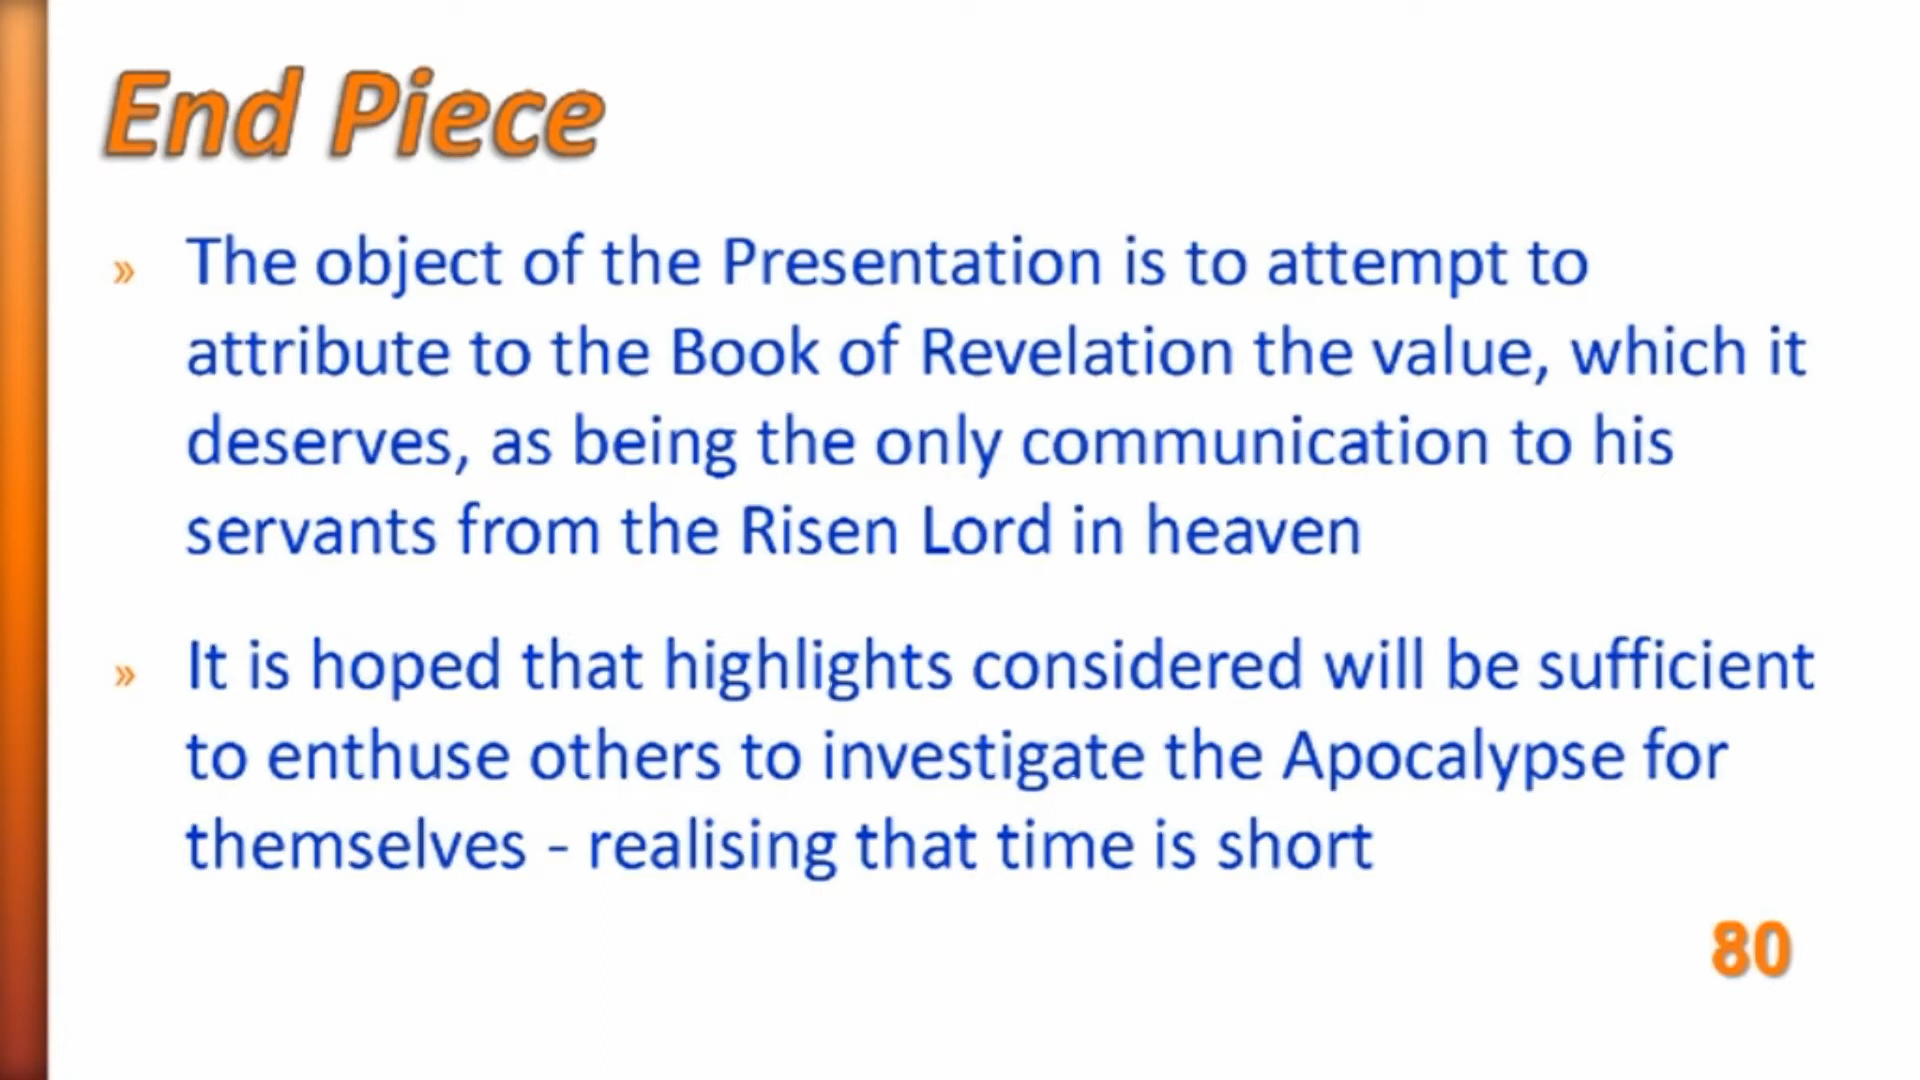 End Piece
» The object of the Presentation is to attempt to
attribute to the Book of Revelation the value, which it
deserves, as being the only communication to his
servants from the Risen Lord in heaven
» It is hoped that highlights considered will be sufficient
to enthuse others to investigate the Apocalypse for
themselves - realising that time is short
80